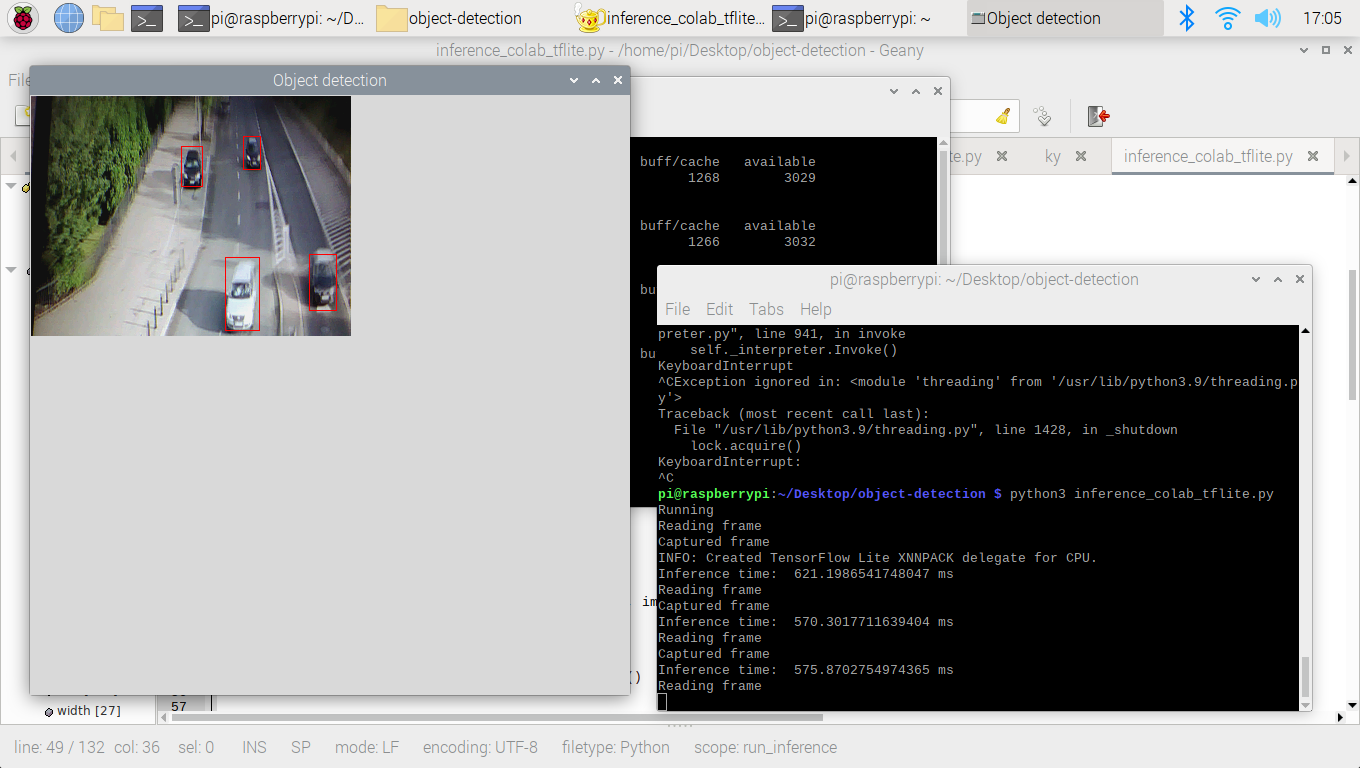 pi@raspberrypi: ~/D...
object-detection
inference_colab_tflite...
pi@raspberrypi: ~
Object detection
17:05
inference_colab_tflite.py - /home/pi/Desktop/object-detection - Geany
File
Object detection
te.py
ky
inference_colab_tflite.py
buff/cache available
1268 3029
buff/cache available
1266 3032
bu
bu
pi@raspberrypi: ~/Desktop/object-detection
File Edit Tabs Help
preter.py", line 941, in invoke
self._interpreter.Invoke()
KeyboardInterrupt
^CException ignored in: <module 'threading' from '/usr/lib/python3.9/threading.p
y'>
Traceback (most recent call last):
File "/usr/lib/python3.9/threading.py", line 1428, in _shutdown
lock.acquire()
KeyboardInterrupt:
^C
pi@raspberrypi:~/Desktop/object-detection $ python3 inference_colab_tflite.py
Running
Reading frame
Captured frame
INFO: Created TensorFlow Lite XNNPACK delegate for CPU.
Inference time:  621.1986541748047 ms
Reading frame
Captured frame
Inference time:  570.3017711639404 ms
Reading frame
Captured frame
Inference time:  575.8702754974365 ms
Reading frame
im
()
width [27]
57
line: 49 / 132 col: 36 sel: 0 INS SP mode: LF encoding: UTF-8 filetype: Python scope: run_inference